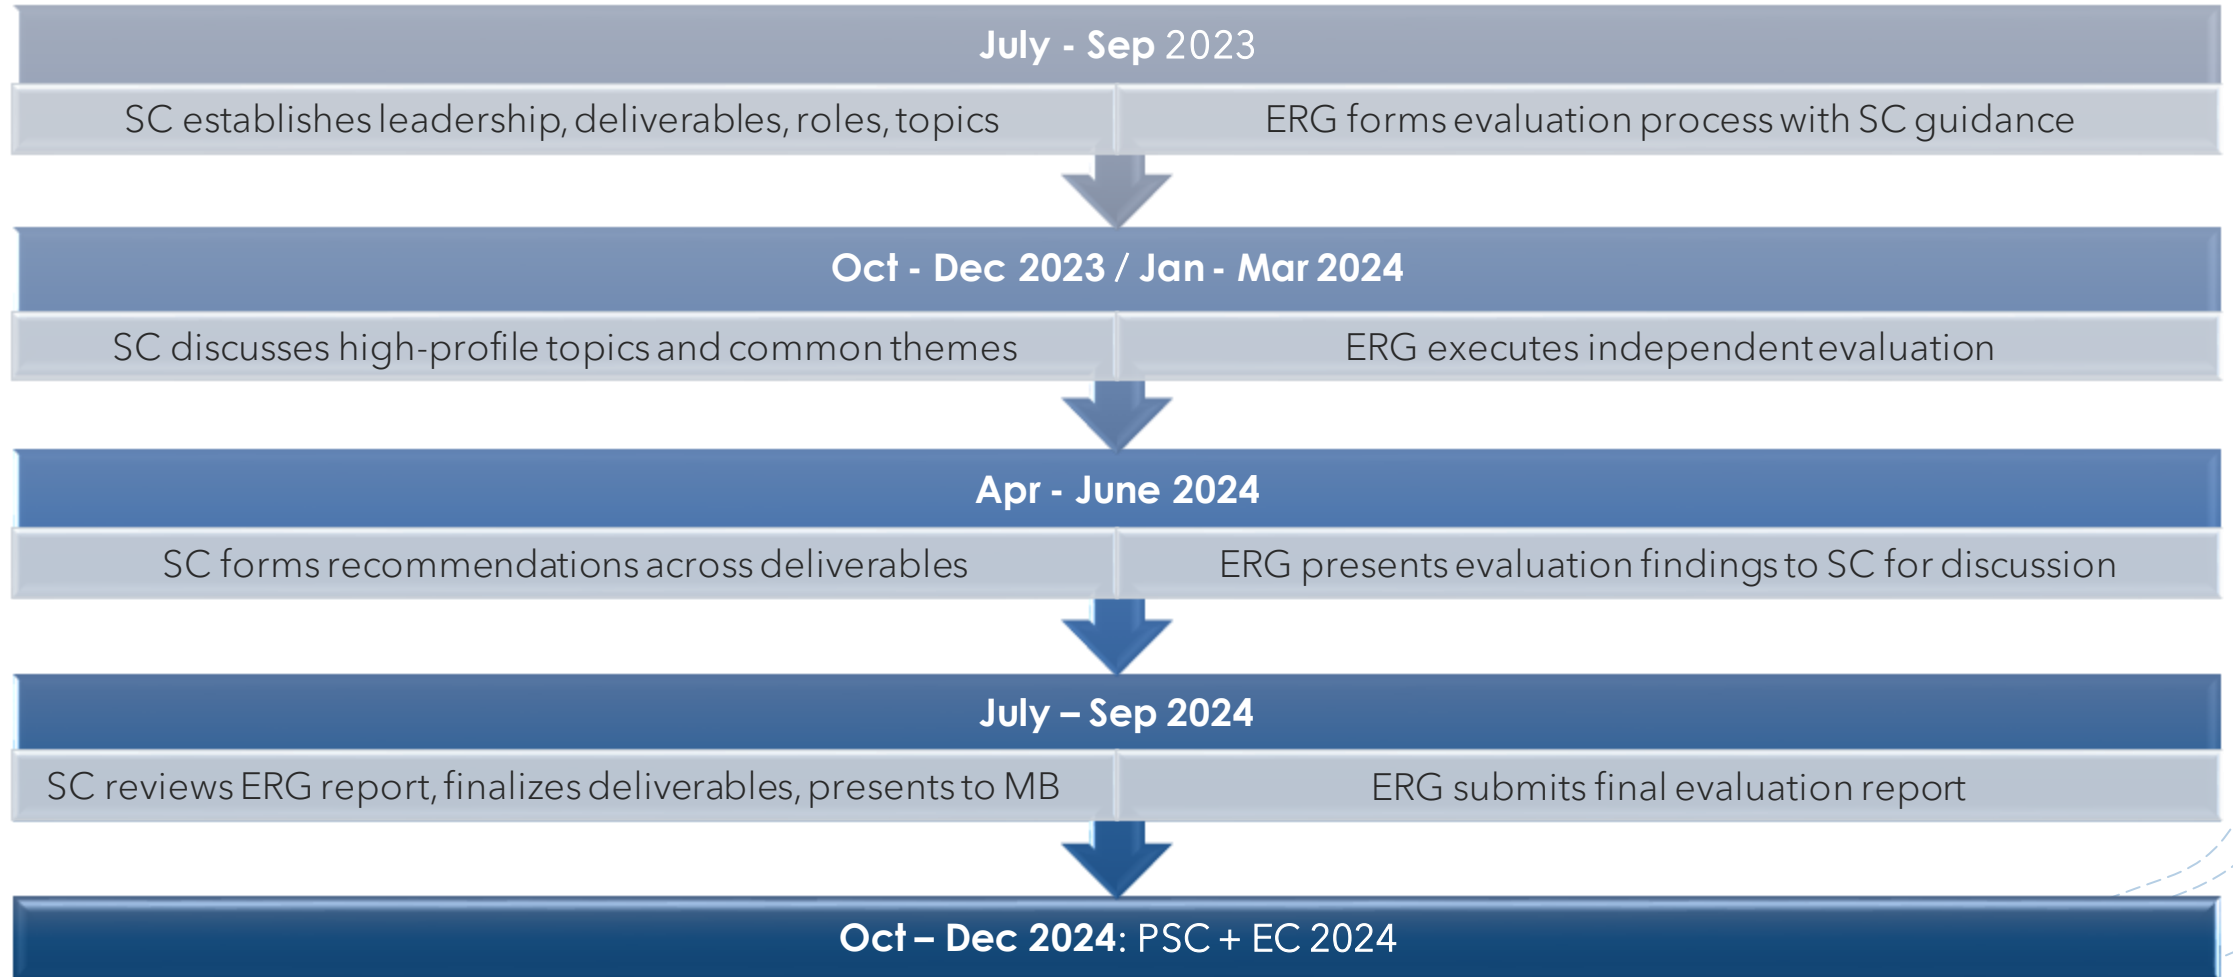 July - Sep 2023
SC establishes leadership, deliverables, roles, topics
ERG forms evaluation process with SC guidance
Oct - Dec 2023 / Jan - Mar 2024
SC discusses high-profile topics and common themes
ERG executes independent evaluation
Apr - June 2024
SC forms recommendations across deliverables
ERG presents evaluation findings to SC for discussion
July – Sep 2024
SC reviews ERG report, finalizes deliverables, presents to MB
ERG submits final evaluation report
Oct – Dec 2024: PSC + EC 2024